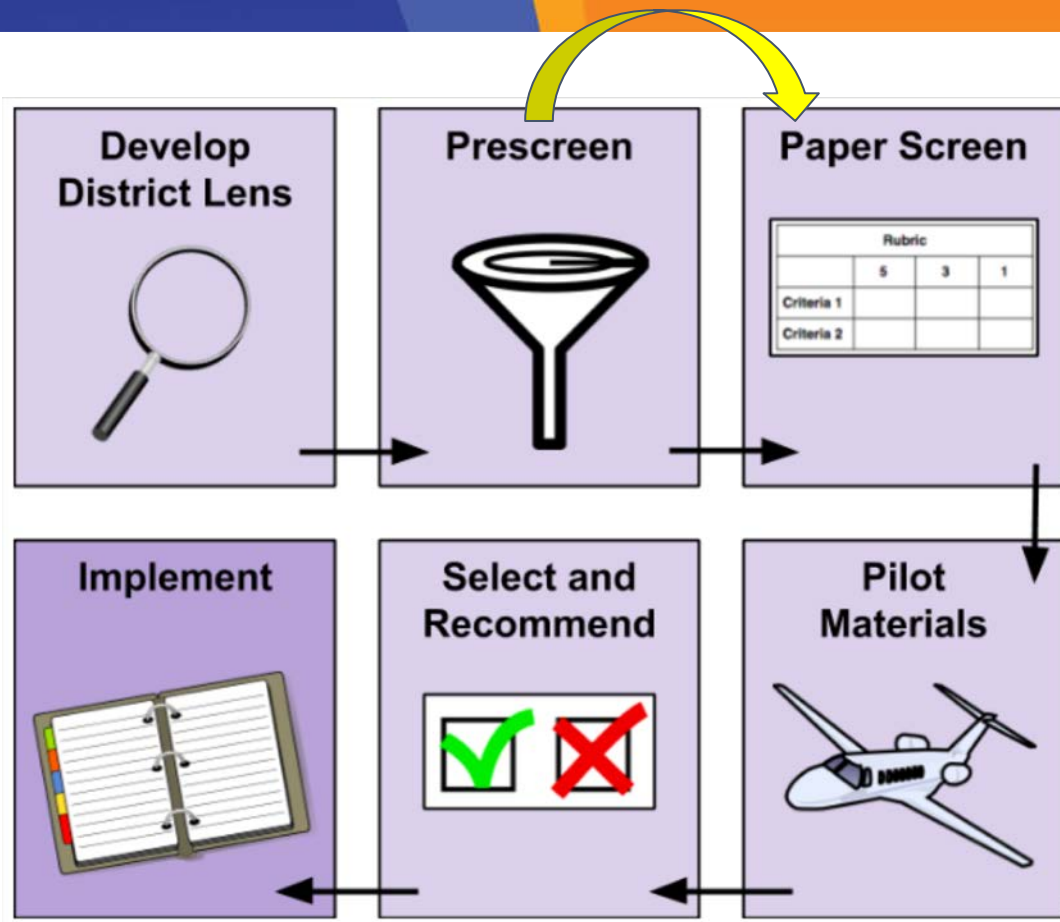 Develop
District Lens
Prescreen
Paper Screen
Rubric
5 3 1
Criteria 1
Criteria 2
Implement
Select and
Recommend
Pilot
Materials